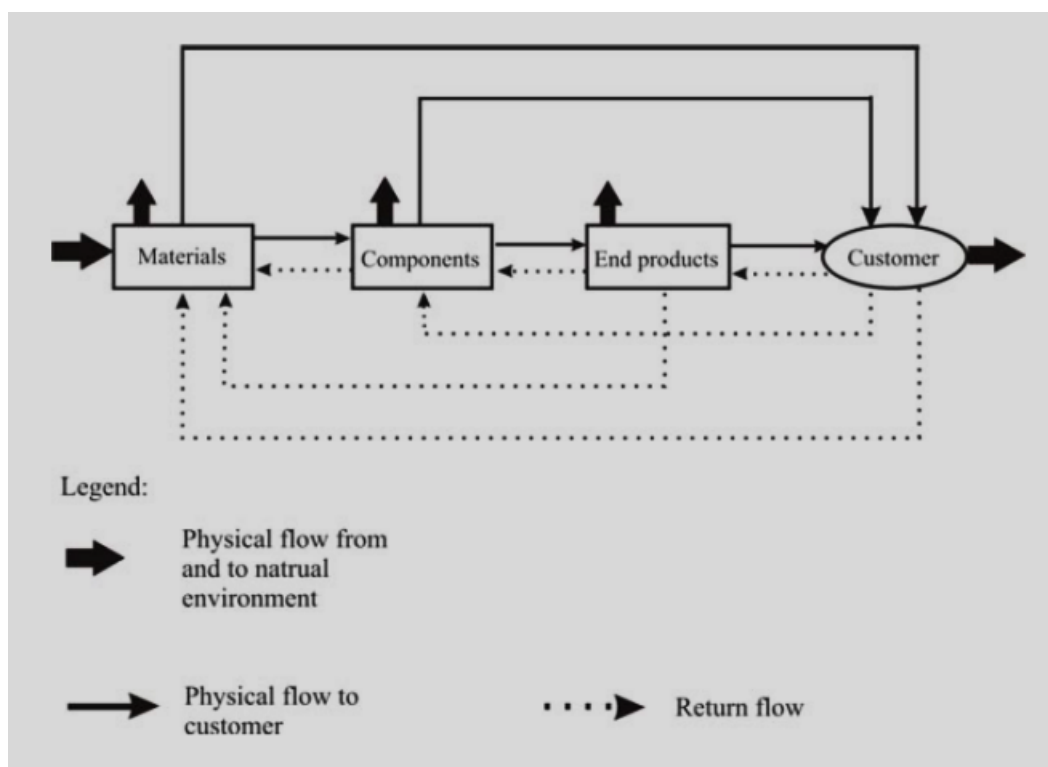 Materials
Components
End products
Customer
Legend:
Physical flow from
and to natrual
environment
Physical flow to
customer
Return flow